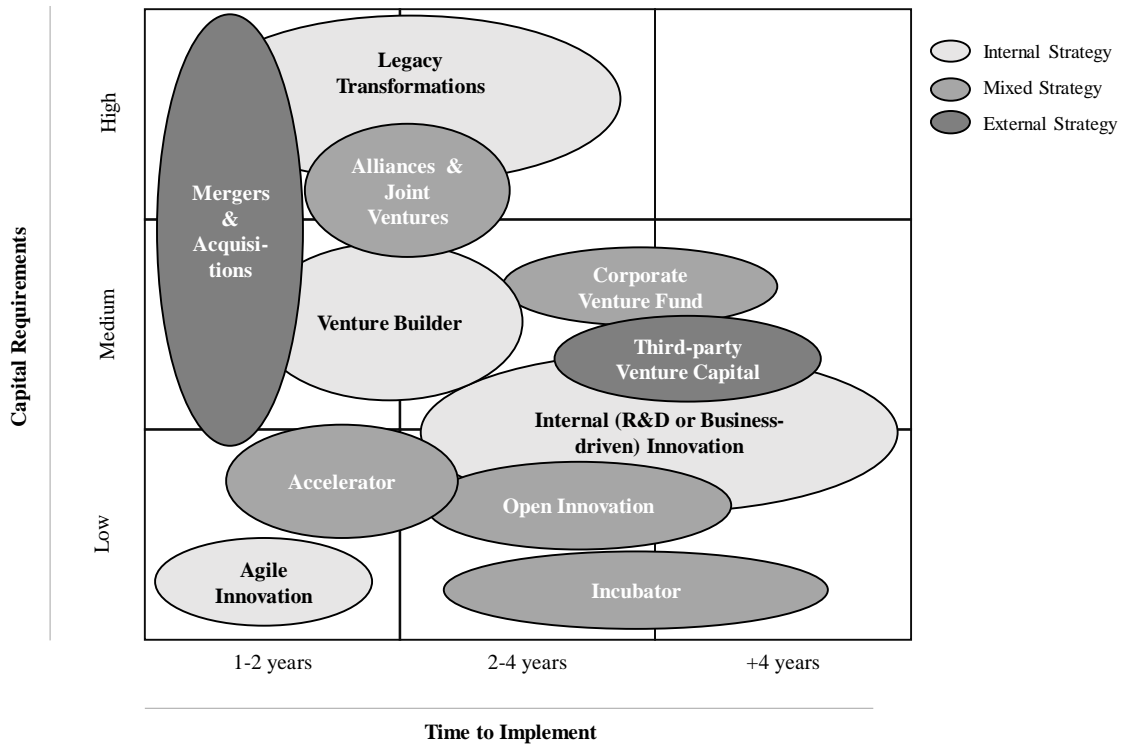 Legacy
Transformations
Alliances &
Joint
Ventures
Mergers
&
Acquisi-
tions
Venture Builder
Corporate
Venture Fund
Third-party
Venture Capital
Internal (R&D or Business-
driven) Innovation
Accelerator
Open Innovation
Agile
Innovation
Incubator
Internal Strategy
Mixed Strategy
External Strategy
Capital Requirements
High
Medium
Low
1-2 years
2-4 years
+4 years
Time to Implement